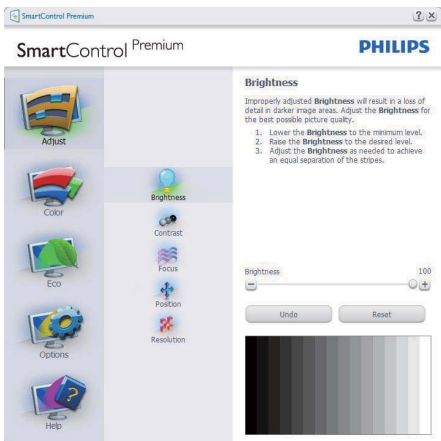 SmartControl Premium
? ×
SmartControl Premium
PHILIPS
Adjust
Color
Eco
Options
Help
Brightness
Contrast
Focus
Position
Resolution
Brightness
Improperly adjusted Brightness will result in a loss of
detail in darker image areas. Adjust the Brightness for
the best possible picture quality.
1. Lower the Brightness to the minimum level.
2. Raise the Brightness to the desired level.
3. Adjust the Brightness as needed to achieve
an equal separation of the stripes.
Brightness 100
Undo Reset